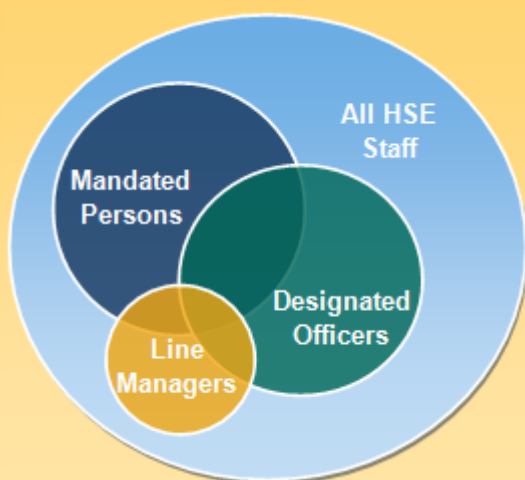 All HSE
Staff
Mandated
Persons
Designated
Officers
Line
Managers